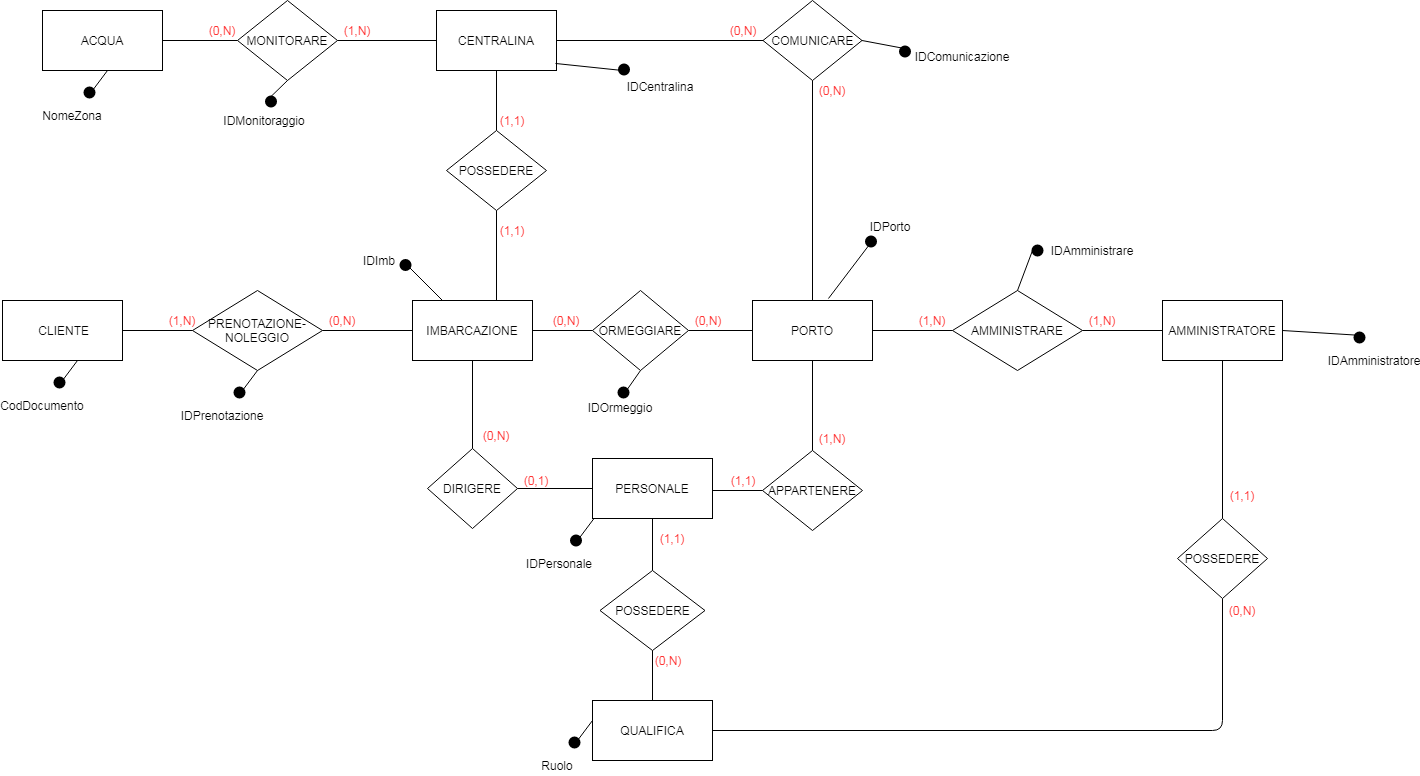 ACQUA
(0,N)
MONITORARE
(1,N)
CENTRALINA
(0,N)
COMUNICARE
IDComunicazione
NomeZona
IDMonitoraggio
IDCentralina
(0,N)
(1,1)
POSSEDERE
(1,1)
IDImb
IDPorto
IDAmministrare
CLIENTE
(1,N)
PRENOTAZIONE-
NOLEGGIO
(0,N)
IMBARCAZIONE
(0,N)
ORMEGGIARE
(0,N)
PORTO
(1,N)
AMMINISTRARE
(1,N)
AMMINISTRATORE
IDAmministratore
CodDocumento
IDPrenotazione
IDOrmeggio
(0,N)
(1,N)
DIRIGERE
(0,1)
PERSONALE
(1,1)
APPARTENERE
(1,1)
IDPersonale
(1,1)
POSSEDERE
POSSEDERE
(0,N)
(0,N)
QUALIFICA
Ruolo